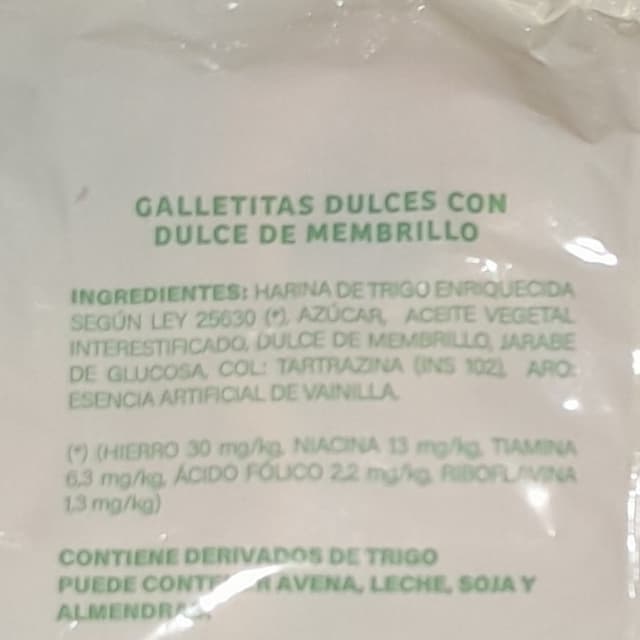 GALLETITAS DULCES CON
DULCE DE MEMBRILLO
INGREDIENTES: HARINA DE TRIGO ENRIQUECIDA
SEGÚN LEY 25630 (*), AZÚCAR, ACEITE VEGETAL
INTERESTIFICADO, DULCE DE MEMBRILLO, JARABE
DE GLUCOSA, COL: TARTRAZINA (INS 102), ARO:
ESENCIA ARTIFICIAL DE VAINILLA.
(*) (HIERRO 30 mg/kg, NIACINA 13 mg/kg, TIAMINA
6,3 mg/kg, ÁCIDO FÓLICO 2,2 mg/kg, RIBOFLAVINA
1,3 mg/kg)
CONTIENE DERIVADOS DE TRIGO
PUEDE AVENA, LECHE, SOJA Y